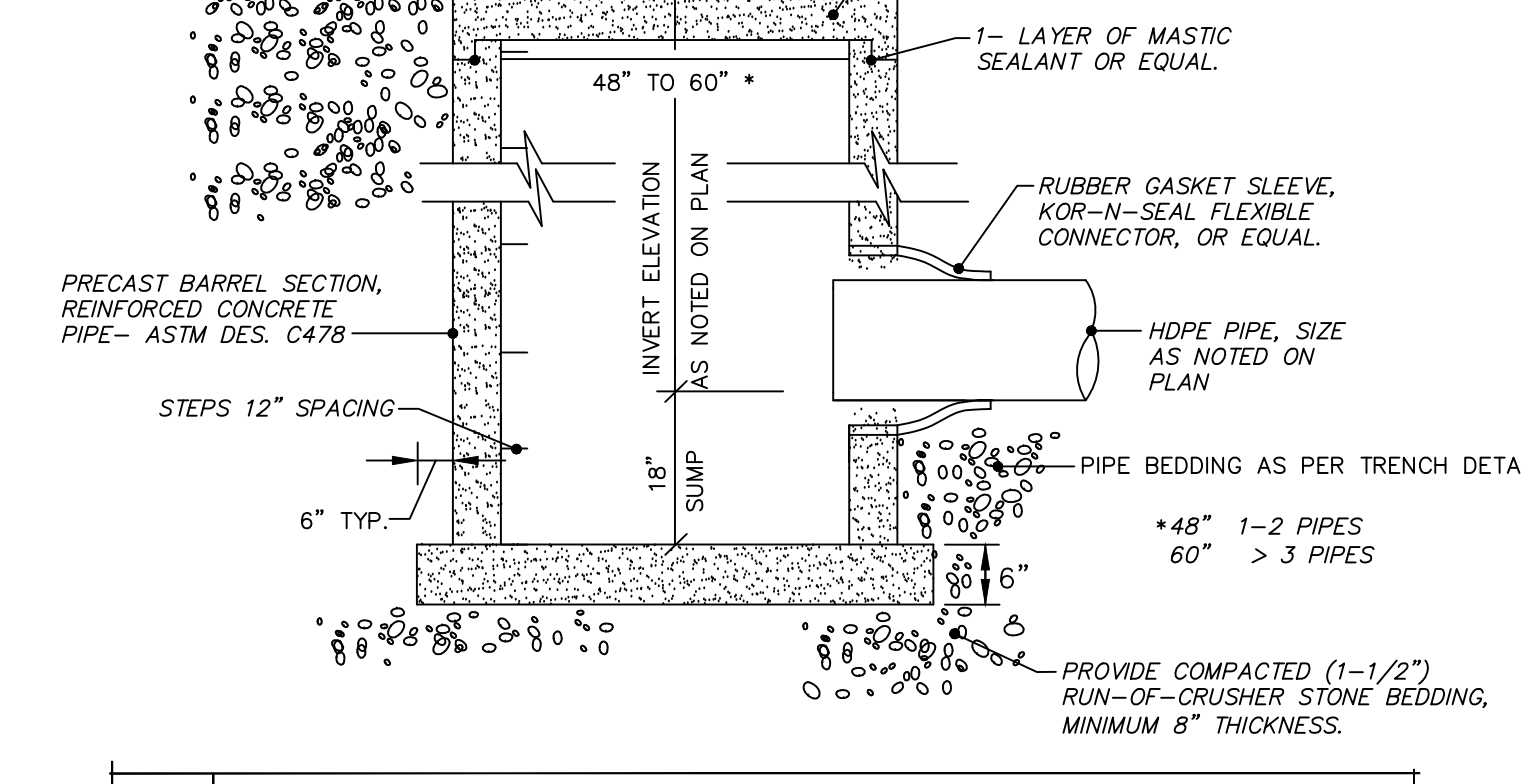 1- LAYER OF MASTIC
SEALANT OR EQUAL.
48" TO 60" *
INVERT ELEVATION
AS NOTED ON PLAN
RUBBER GASKET SLEEVE,
KOR-N-SEAL FLEXIBLE
CONNECTOR, OR EQUAL.
PRECAST BARREL SECTION,
REINFORCED CONCRETE
PIPE- ASTM DES. C478
HDPE PIPE, SIZE
AS NOTED ON
PLAN
STEPS 12" SPACING
18"
SUMP
PIPE BEDDING AS PER TRENCH DETA
6" TYP.
*48" 1-2 PIPES
60" > 3 PIPES
6"
PROVIDE COMPACTED (1-1/2")
RUN-OF-CRUSHER STONE BEDDING,
MINIMUM 8" THICKNESS.